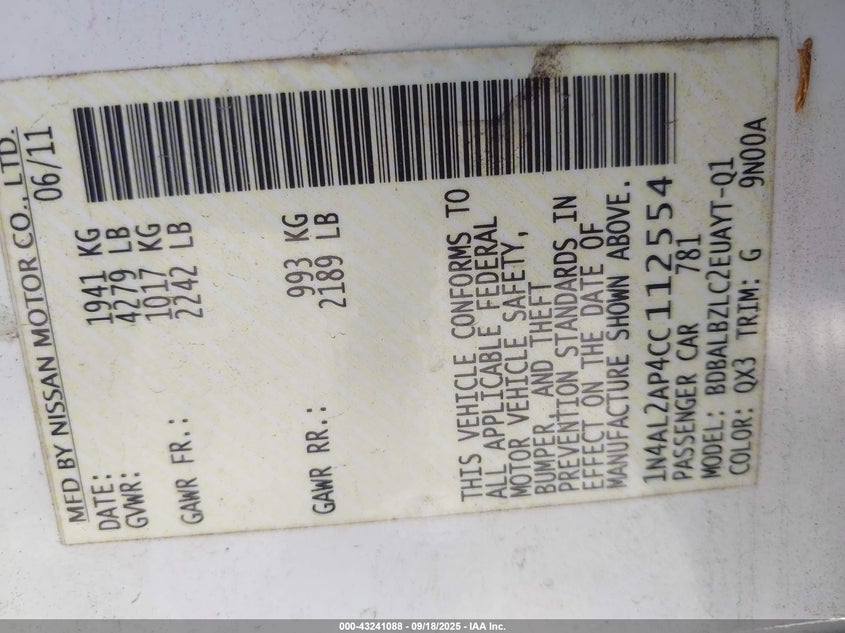 MFD BY NISSAN MOTOR CO., LTD.
DATE: 06/11
GVWR: 1941 KG
4279 LB
GAWR FR.: 1017 KG
2242 LB
GAWR RR.: 993 KG
2189 LB
THIS VEHICLE CONFORMS TO
ALL APPLICABLE FEDERAL
MOTOR VEHICLE SAFETY,
BUMPER, AND THEFT
PREVENTION STANDARDS IN
EFFECT ON THE DATE OF
MANUFACTURE SHOWN ABOVE.
1N4AL2AP4CC112554
PASSENGER CAR 781
MODEL: BDBALBZLC2EUAYT-Q1
COLOR: QX3 TRIM: G 9N00A
000-43241088 - 09/18/2025 - IAA Inc.